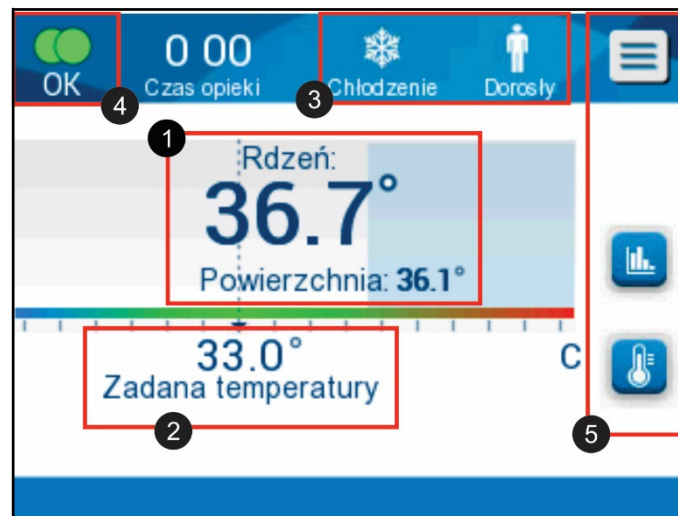 OK
0 00
Czas opieki
Chłodzenie
Dorosły
4
3
1
Rdzeń:
36.7°
Powierzchnia: 36.1°
33.0°
C
Zadana temperatury
2
5